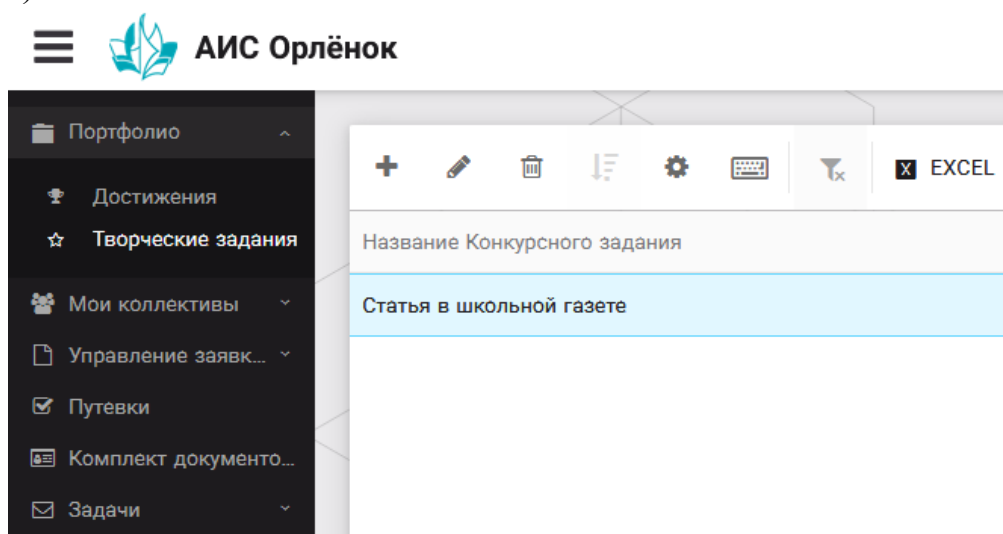 )
АИС Орлёнок
Портфолио
Достижения
Творческие задания
Мои коллективы
Управление заявк...
Путевки
Комплект документо...
Задачи
X EXCEL
Название Конкурсного задания
Статья в школьной газете